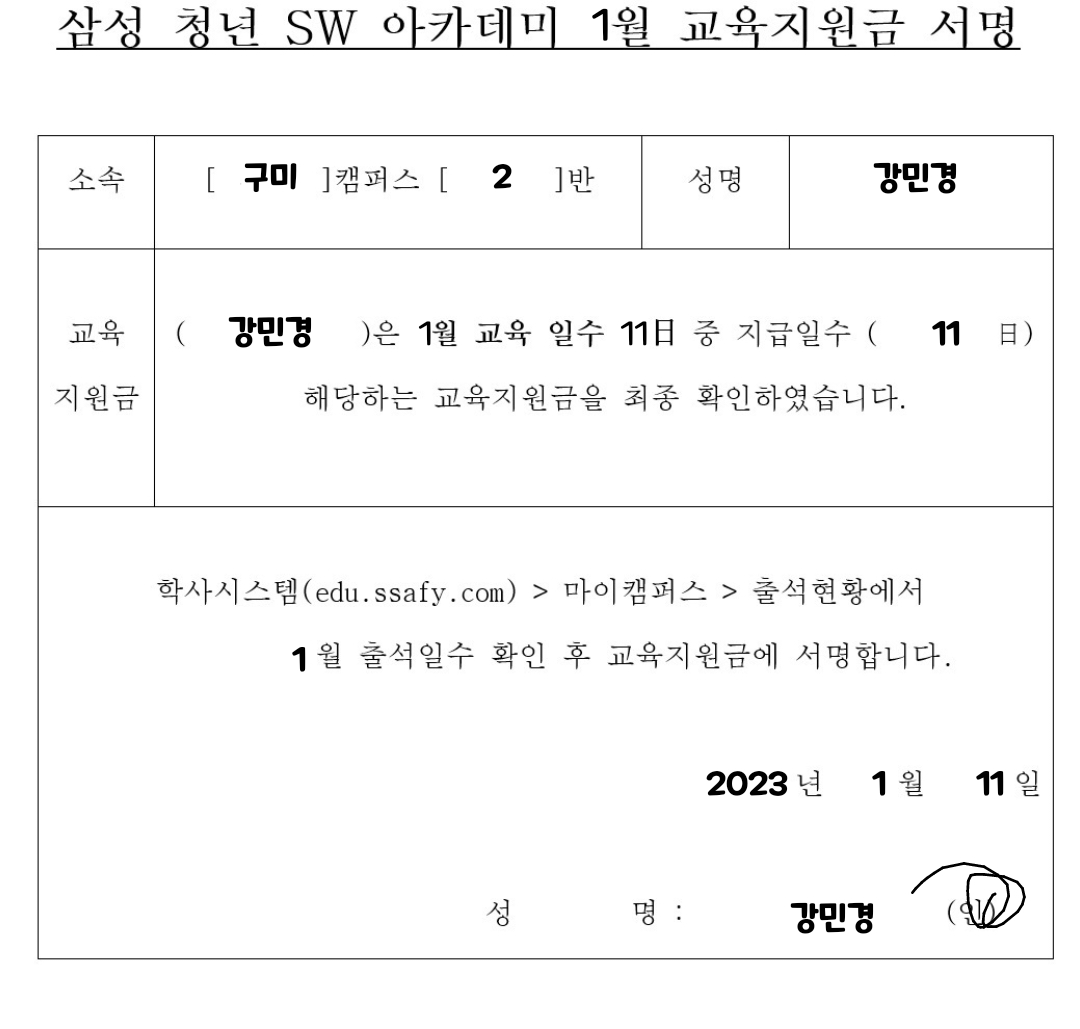 삼성 청년 SW 아카데미 1월 교육지원금 서명
소속 [ 구미 ]캠퍼스 [ 2 ]반 성명 강민경
교육 지원금
( 강민경 )은 1월 교육 일수 11日 중 지급일수 ( 11 日)
해당하는 교육지원금을 최종 확인하였습니다.
학사시스템(edu.ssafy.com) > 마이캠퍼스 > 출석현황에서
1월 출석일수 확인 후 교육지원금에 서명합니다.
2023년 1월 11일
성 명 : 강민경 (인)